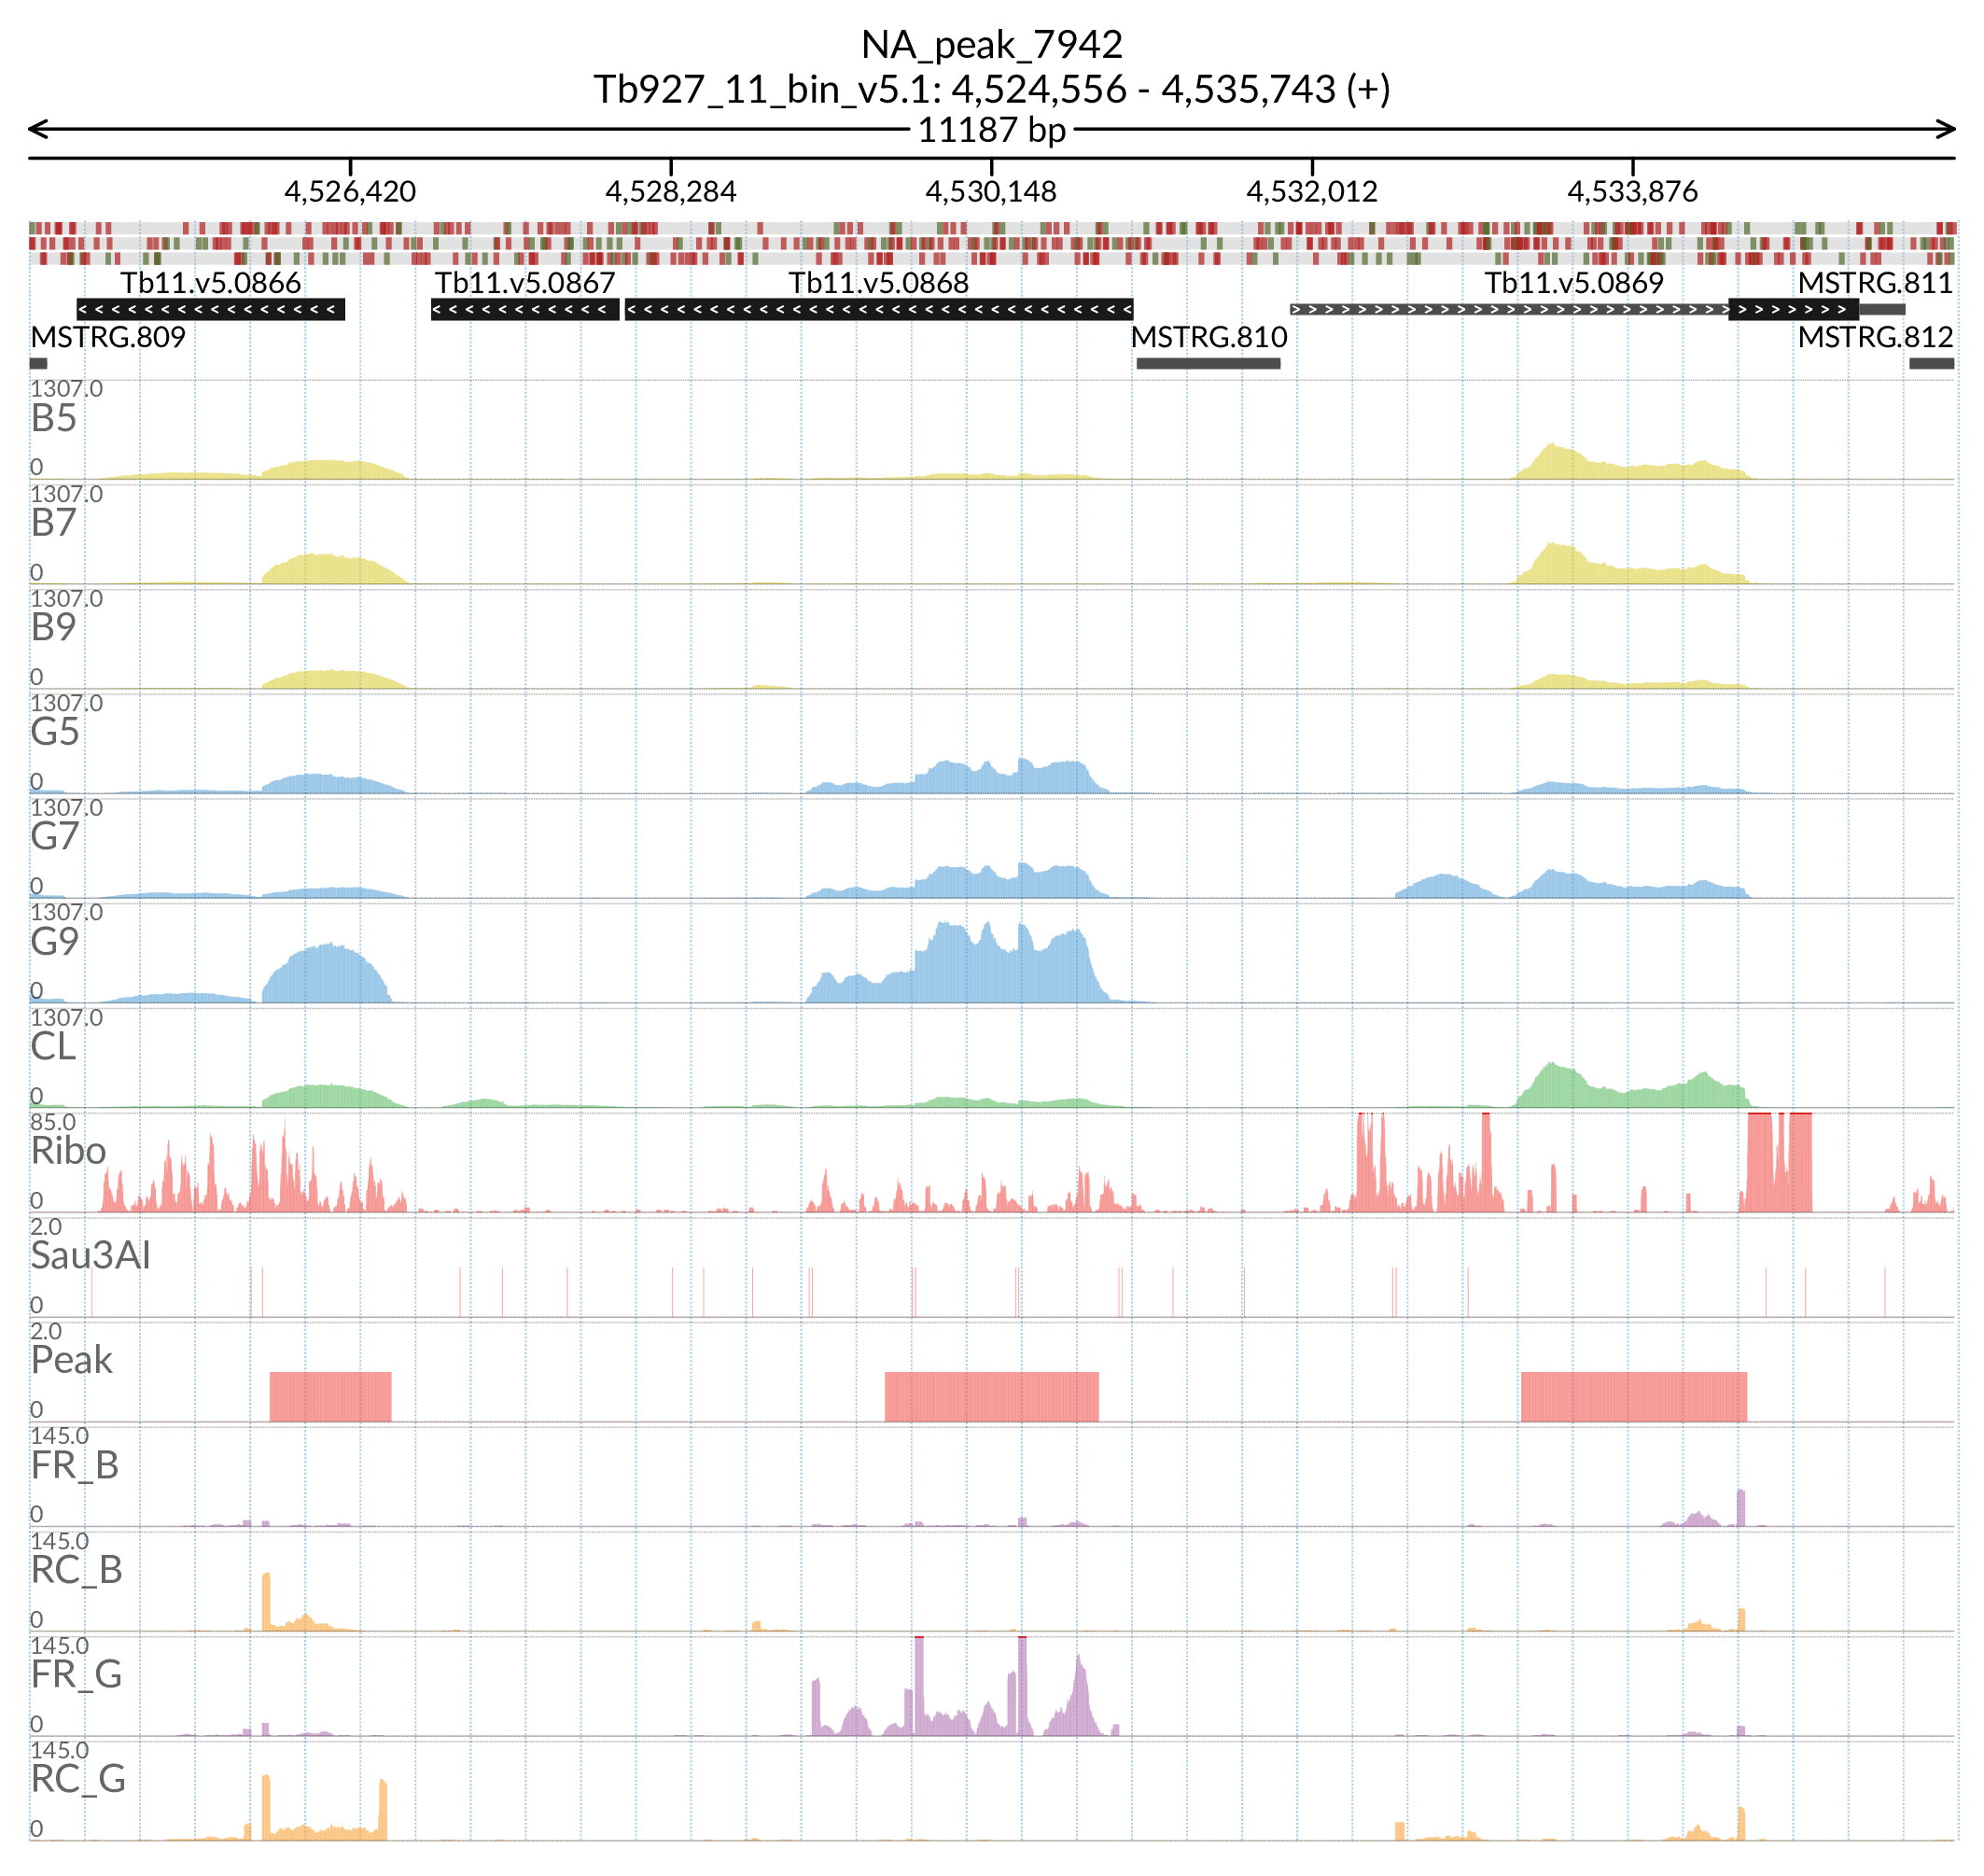 NA_peak_7942
Tb927_11_bin_v5.1: 4,524,556 - 4,535,743 (+)
11187 bp
4,526,420 4,528,284 4,530,148 4,532,012 4,533,876
Tb11.v5.0866 Tb11.v5.0867 Tb11.v5.0868 Tb11.v5.0869 MSTRG.811
MSTRG.809 MSTRG.810 MSTRG.812
1307.0
B5
0
1307.0
B7
0
1307.0
B9
0
1307.0
G5
0
1307.0
G7
0
1307.0
G9
0
1307.0
CL
0
85.0
Ribo
0
2.0
Sau3AI
0
2.0
Peak
0
145.0
FR_B
0
145.0
RC_B
0
145.0
FR_G
0
145.0
RC_G
0